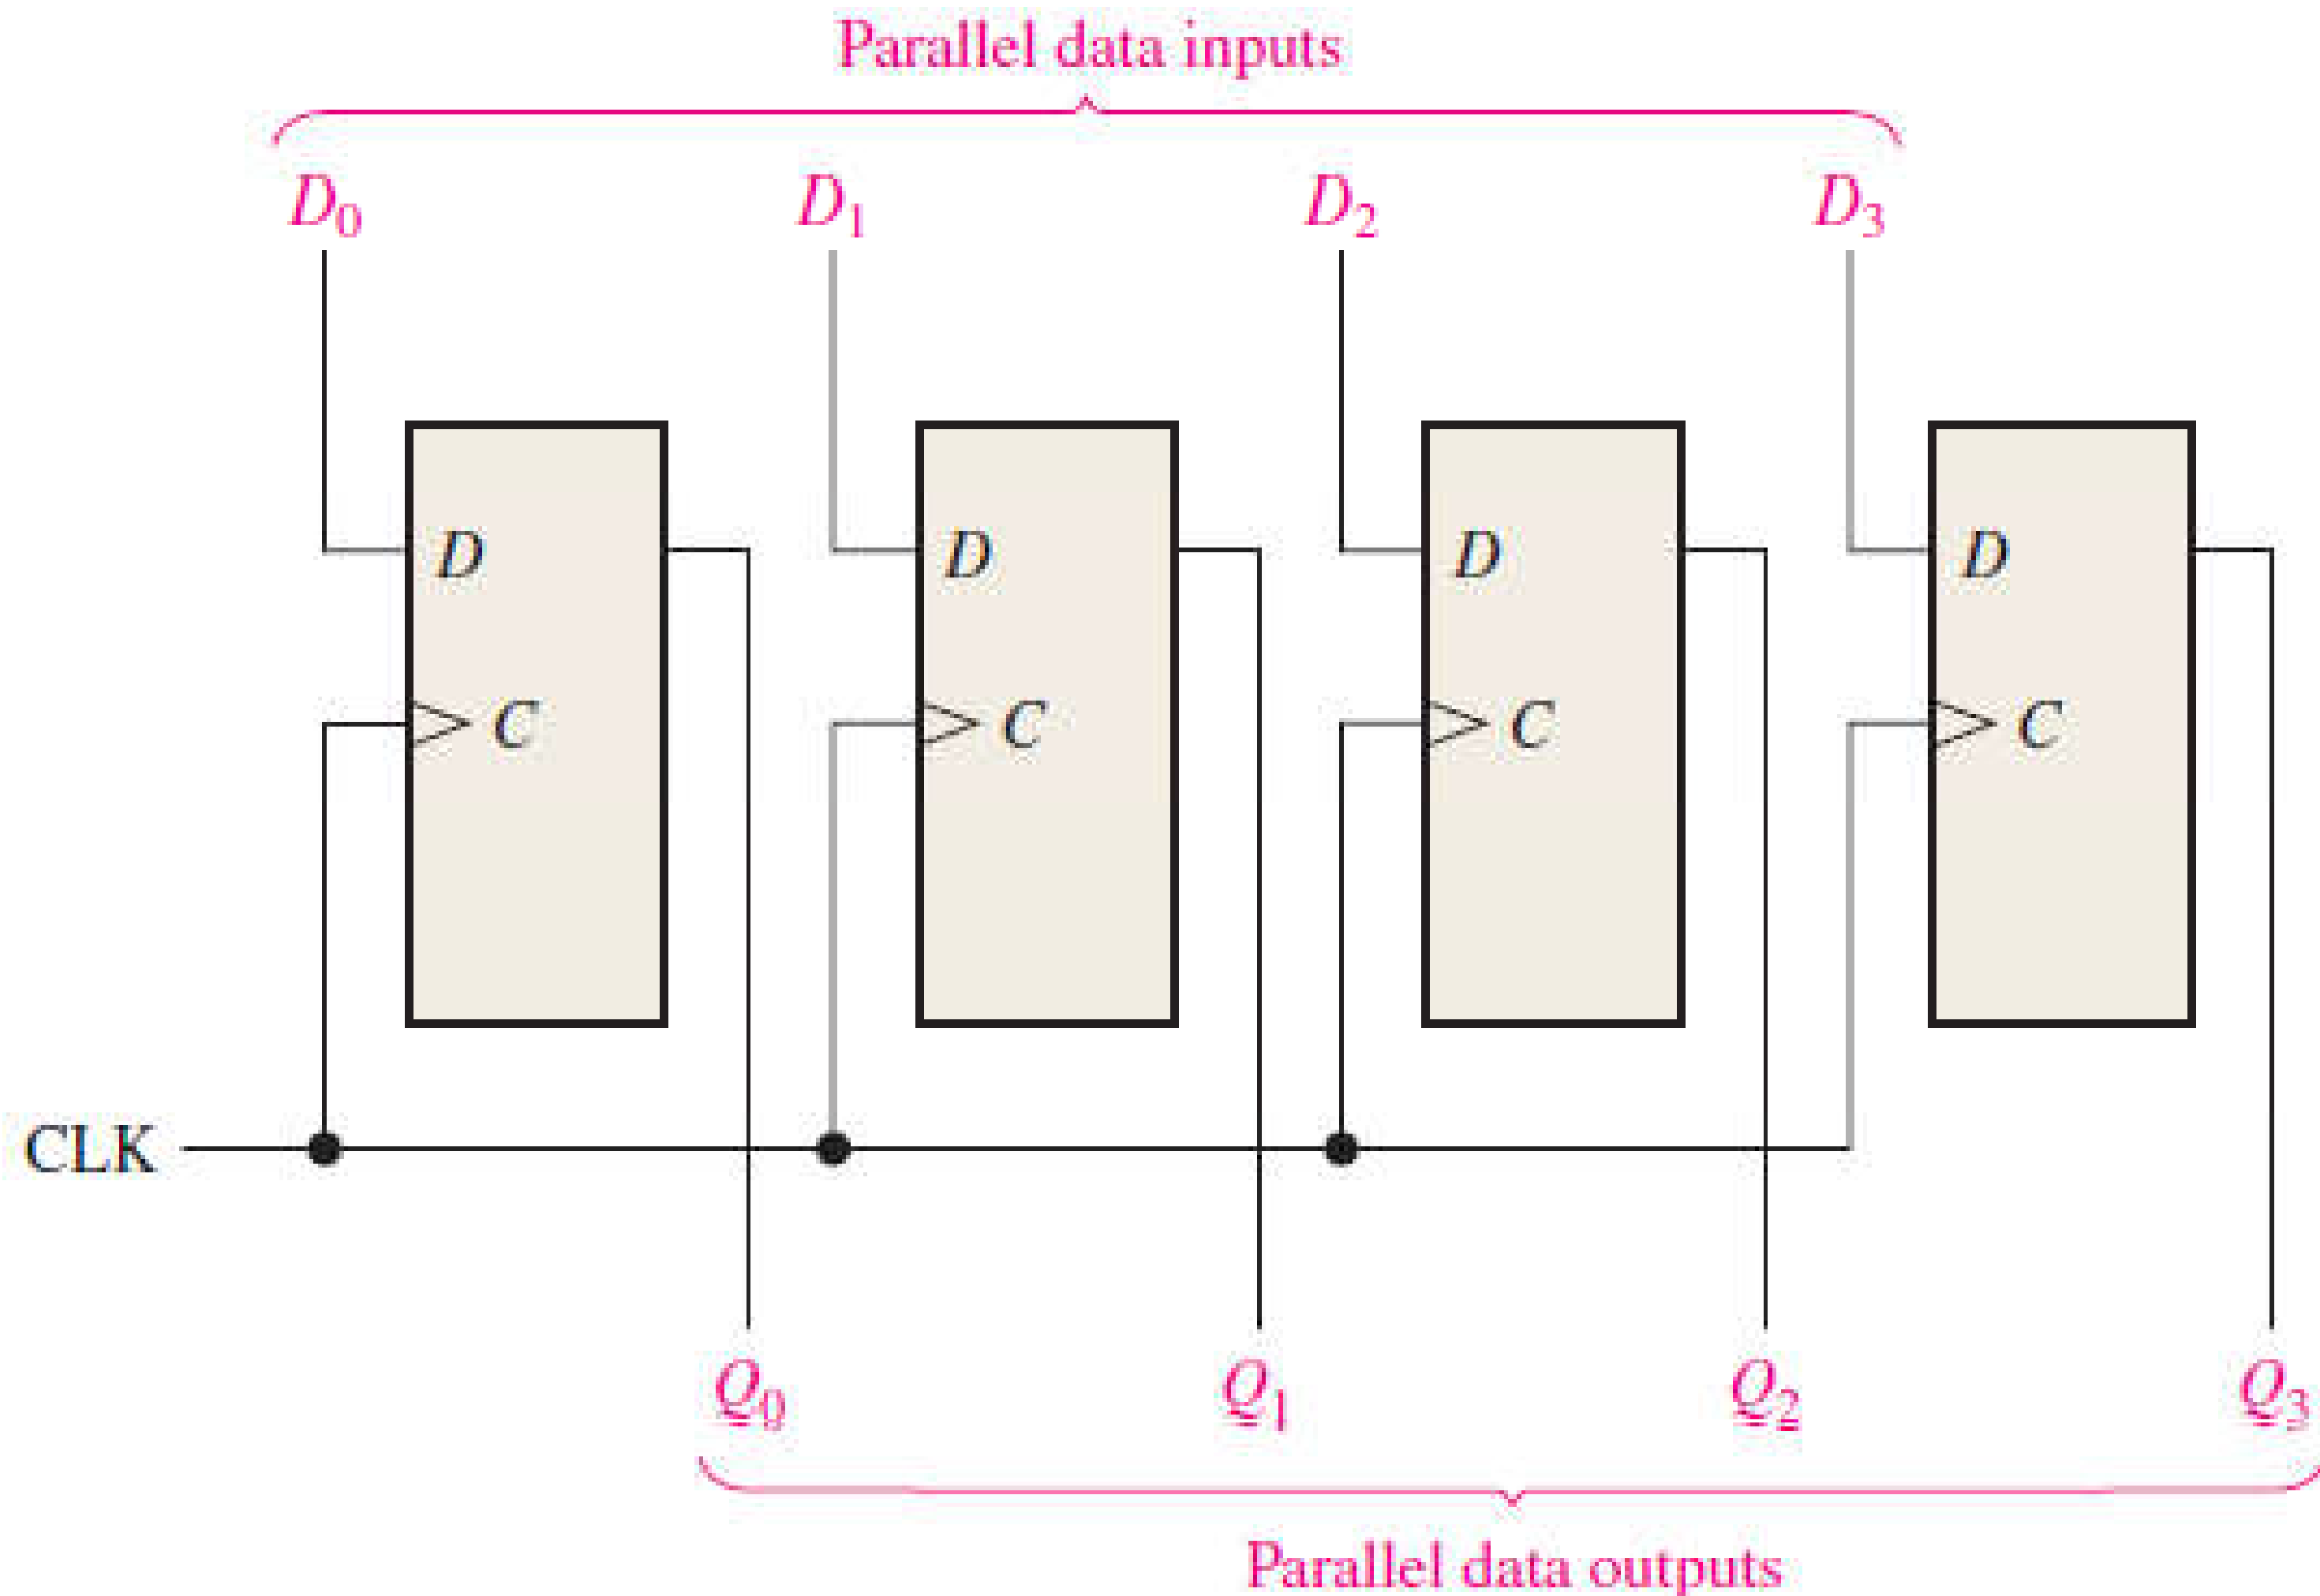 Parallel data inputs
D₀ D₁ D₂ D₃
D D D D
C C C C
CLK
Q₀ Q₁ Q₂ Q₃
Parallel data outputs